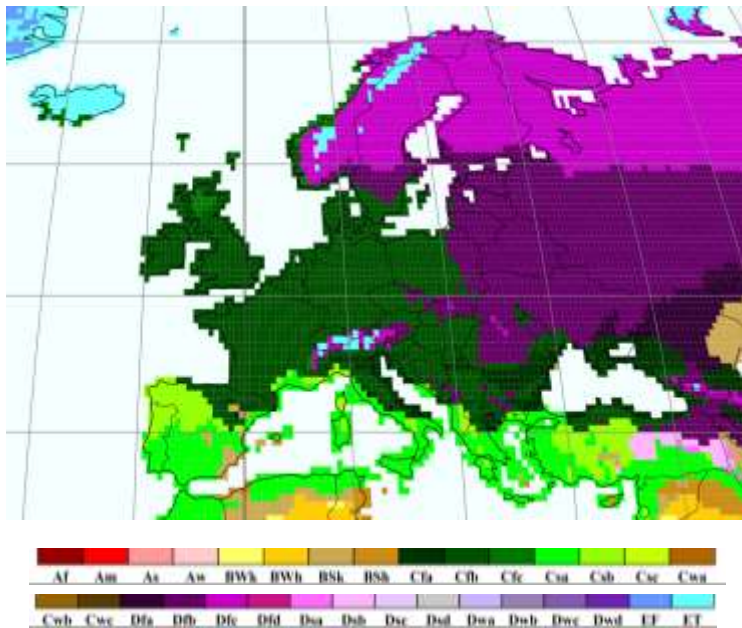 Af Am As Aw BWk BWh BSk BSh Cfa Cfb Cfc Csa Csb Csc Cwa
Cwb Cwc Dfa Dfb Dfc Dfd Dsa Dsb Dsc Dsd Dwa Dwb Dwc Dwd EF ET